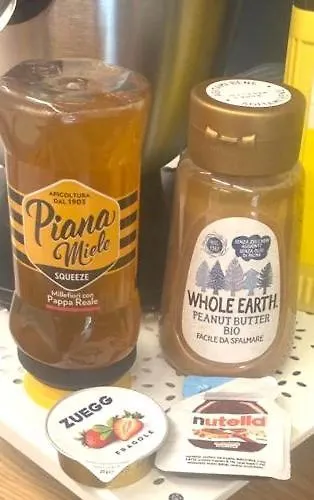 APICOLTURA
DAL 1903
Piana
Miele
SQUEEZE
Millefiori con
Pappa Reale
SENZA ZUCCHERI
AGGIUNTI
SENZA OLIO
DI PALMA
WHOLE EARTH
PEANUT BUTTER
BIO
FACILE DA SPALMARE
ZUEGG
FRAGOLE
nutella